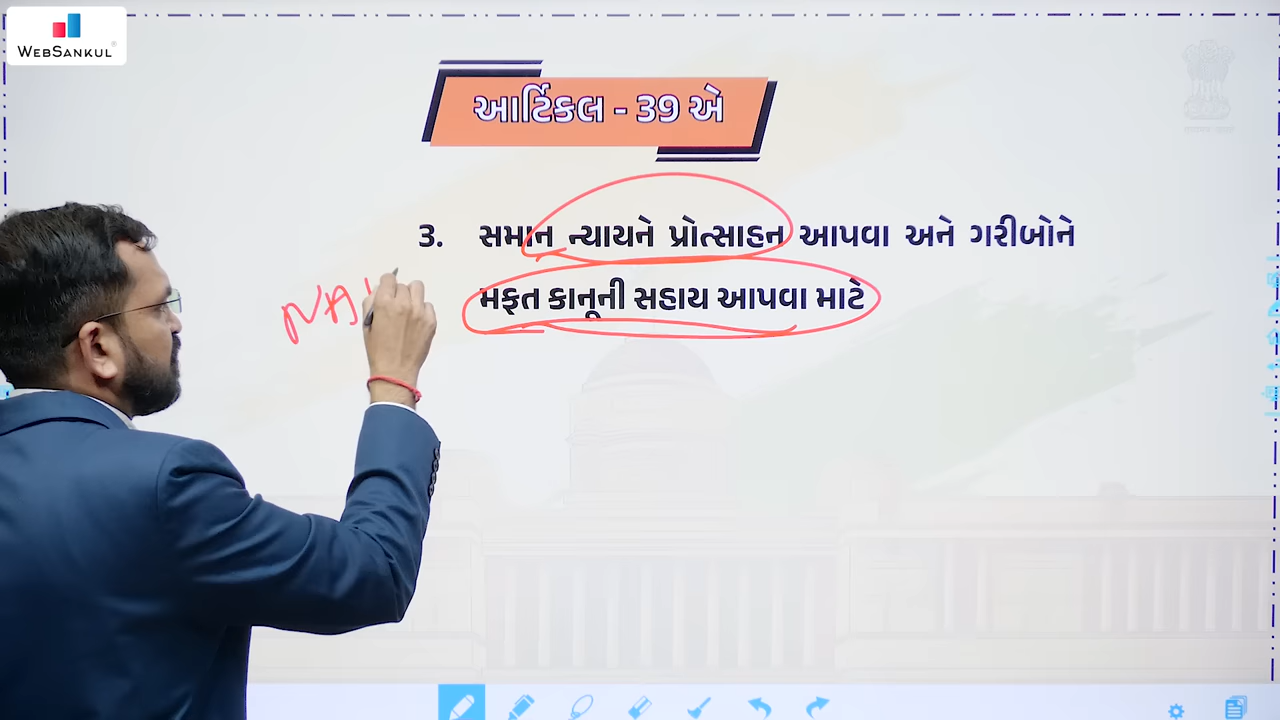 WEBSANKUL
આર્ટિકલ - 39 એ
3. સમાન ન્યાયને પ્રોત્સાહન આપવા અને ગરીબોને
મફત કાનૂની સહાય આપવા માટે